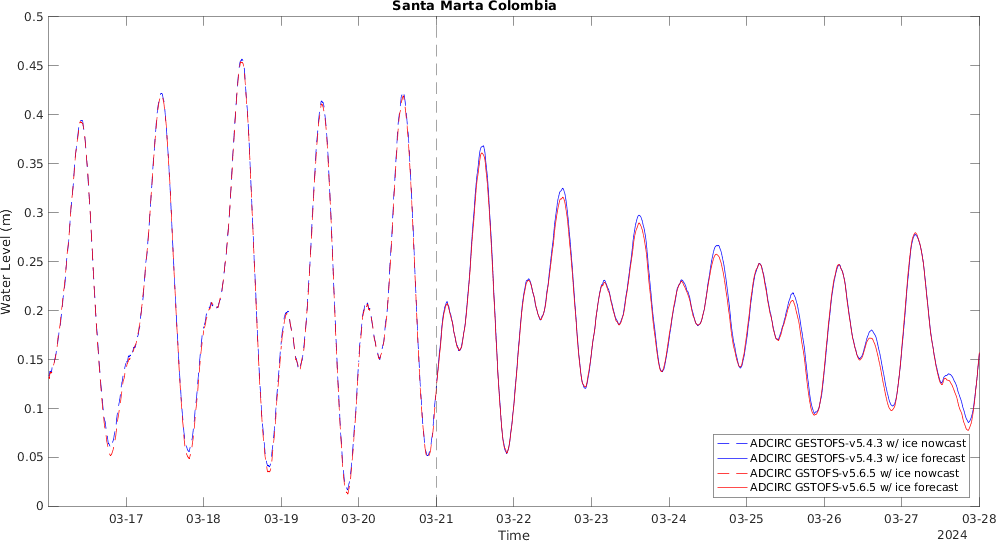 Santa Marta Colombia
0.5
0.45
0.4
0.35
0.3
0.25
0.2
0.15
0.1
0.05
0
Water Level (m)
ADCIRC GESTOFS-v5.4.3 w/ ice nowcast
ADCIRC GESTOFS-v5.4.3 w/ ice forecast
ADCIRC GSTOFS-v5.6.5 w/ ice nowcast
ADCIRC GSTOFS-v5.6.5 w/ ice forecast
03-17 03-18 03-19 03-20 03-21 03-22 03-23 03-24 03-25 03-26 03-27 03-28
Time
2024